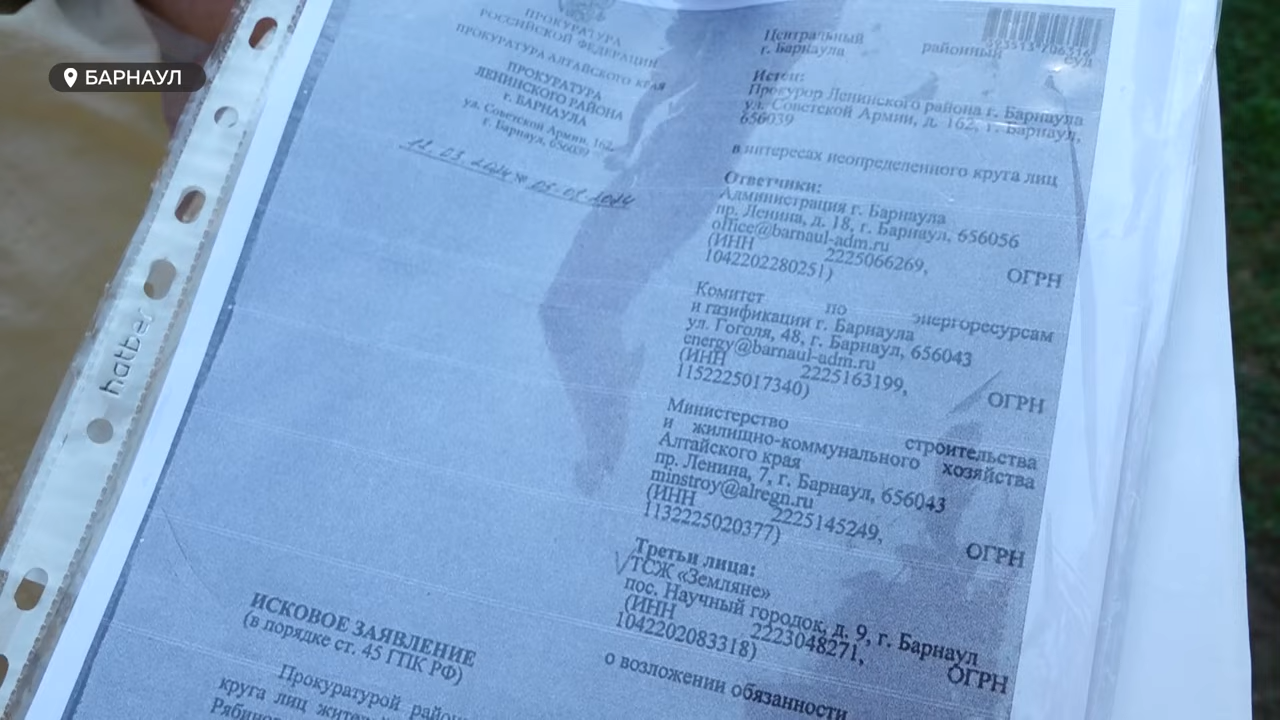 БАРНАУЛ
hatber
ПРОКУРАТУРА
РОССИЙСКОЙ ФЕДЕРАЦИИ
ПРОКУРАТУРА АЛТАЙСКОГО КРАЯ
ПРОКУРАТУРА
ЛЕНИНСКОГО РАЙОНА
г. БАРНАУЛА
ул. Советской Армии, 162,
г. Барнаул, 656039
Центральный районный суд
г. Барнаула
Истец:
Прокурор Ленинского района г. Барнаула
ул. Советской Армии, д. 162, г. Барнаул,
656039
в интересах неопределенного круга лиц
Ответчики:
Администрация г. Барнаула
пр. Ленина, д. 18, г. Барнаул, 656056
office@barnaul-adm.ru
(ИНН 2225066269, ОГРН
1042202280251)
Комитет по энергоресурсам
и газификации г. Барнаула
ул. Гоголя, 48, г. Барнаул, 656043
energy@barnaul-adm.ru
(ИНН 2225163199, ОГРН
1152225017340)
Министерство строительства
и жилищно-коммунального хозяйства
Алтайского края
пр. Ленина, 7, г. Барнаул, 656043
minstroy@alregn.ru
(ИНН 2225145249, ОГРН
1132225020377)
Третьи лица:
ТСЖ «Земляне»
пос. Научный городок, д. 9, г. Барнаул
(ИНН 2223048271, ОГРН
1042202083318)
ИСКОВОЕ ЗАЯВЛЕНИЕ
(в порядке ст. 45 ГПК РФ)
о возложении обязанности
Прокуратурой
круга лиц